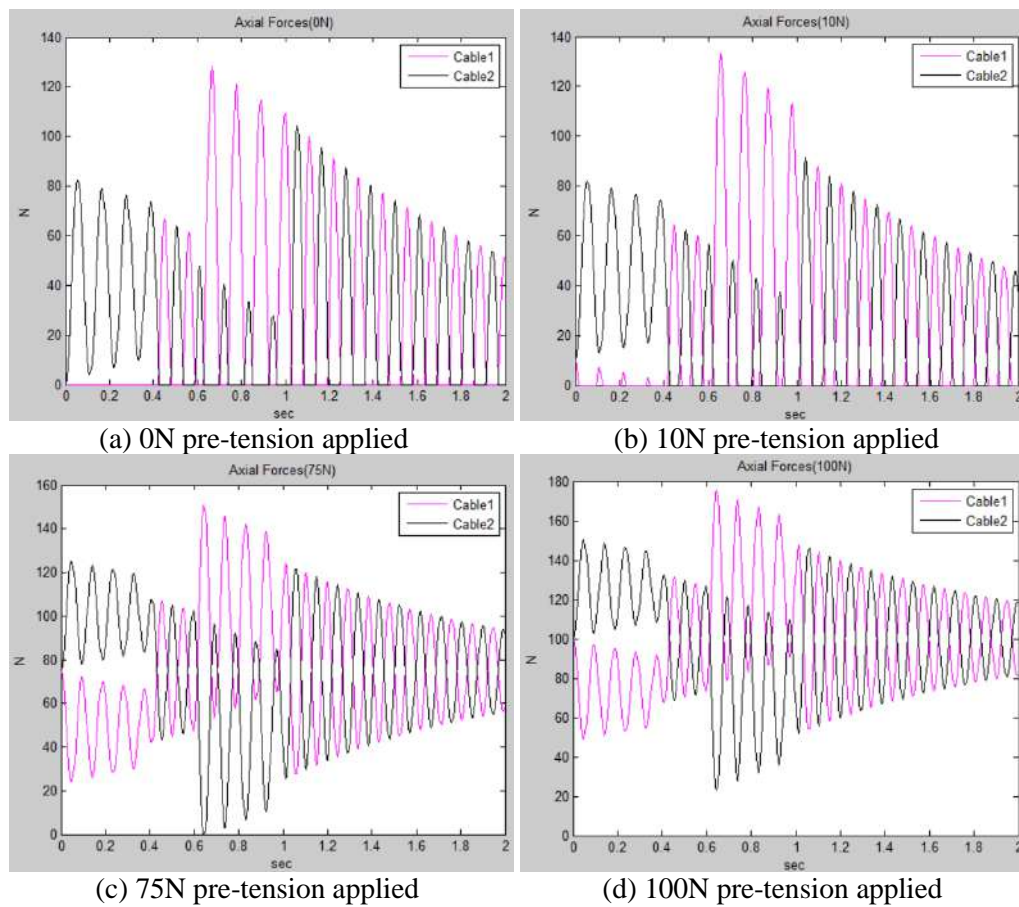 Axial Forces(0N)
140
120
100
80
60
40
20
0
N
Cable1
Cable2
0 0.2 0.4 0.6 0.8 1 1.2 1.4 1.6 1.8 2
sec
(a) 0N pre-tension applied
Axial Forces(10N)
140
120
100
80
60
40
20
0
N
Cable1
Cable2
0 0.2 0.4 0.6 0.8 1 1.2 1.4 1.6 1.8 2
sec
(b) 10N pre-tension applied
Axial Forces(75N)
160
140
120
100
80
60
40
20
0
N
Cable1
Cable2
0 0.2 0.4 0.6 0.8 1 1.2 1.4 1.6 1.8 2
sec
(c) 75N pre-tension applied
Axial Forces(100N)
180
160
140
120
100
80
60
40
20
0
N
Cable1
Cable2
0 0.2 0.4 0.6 0.8 1 1.2 1.4 1.6 1.8 2
sec
(d) 100N pre-tension applied